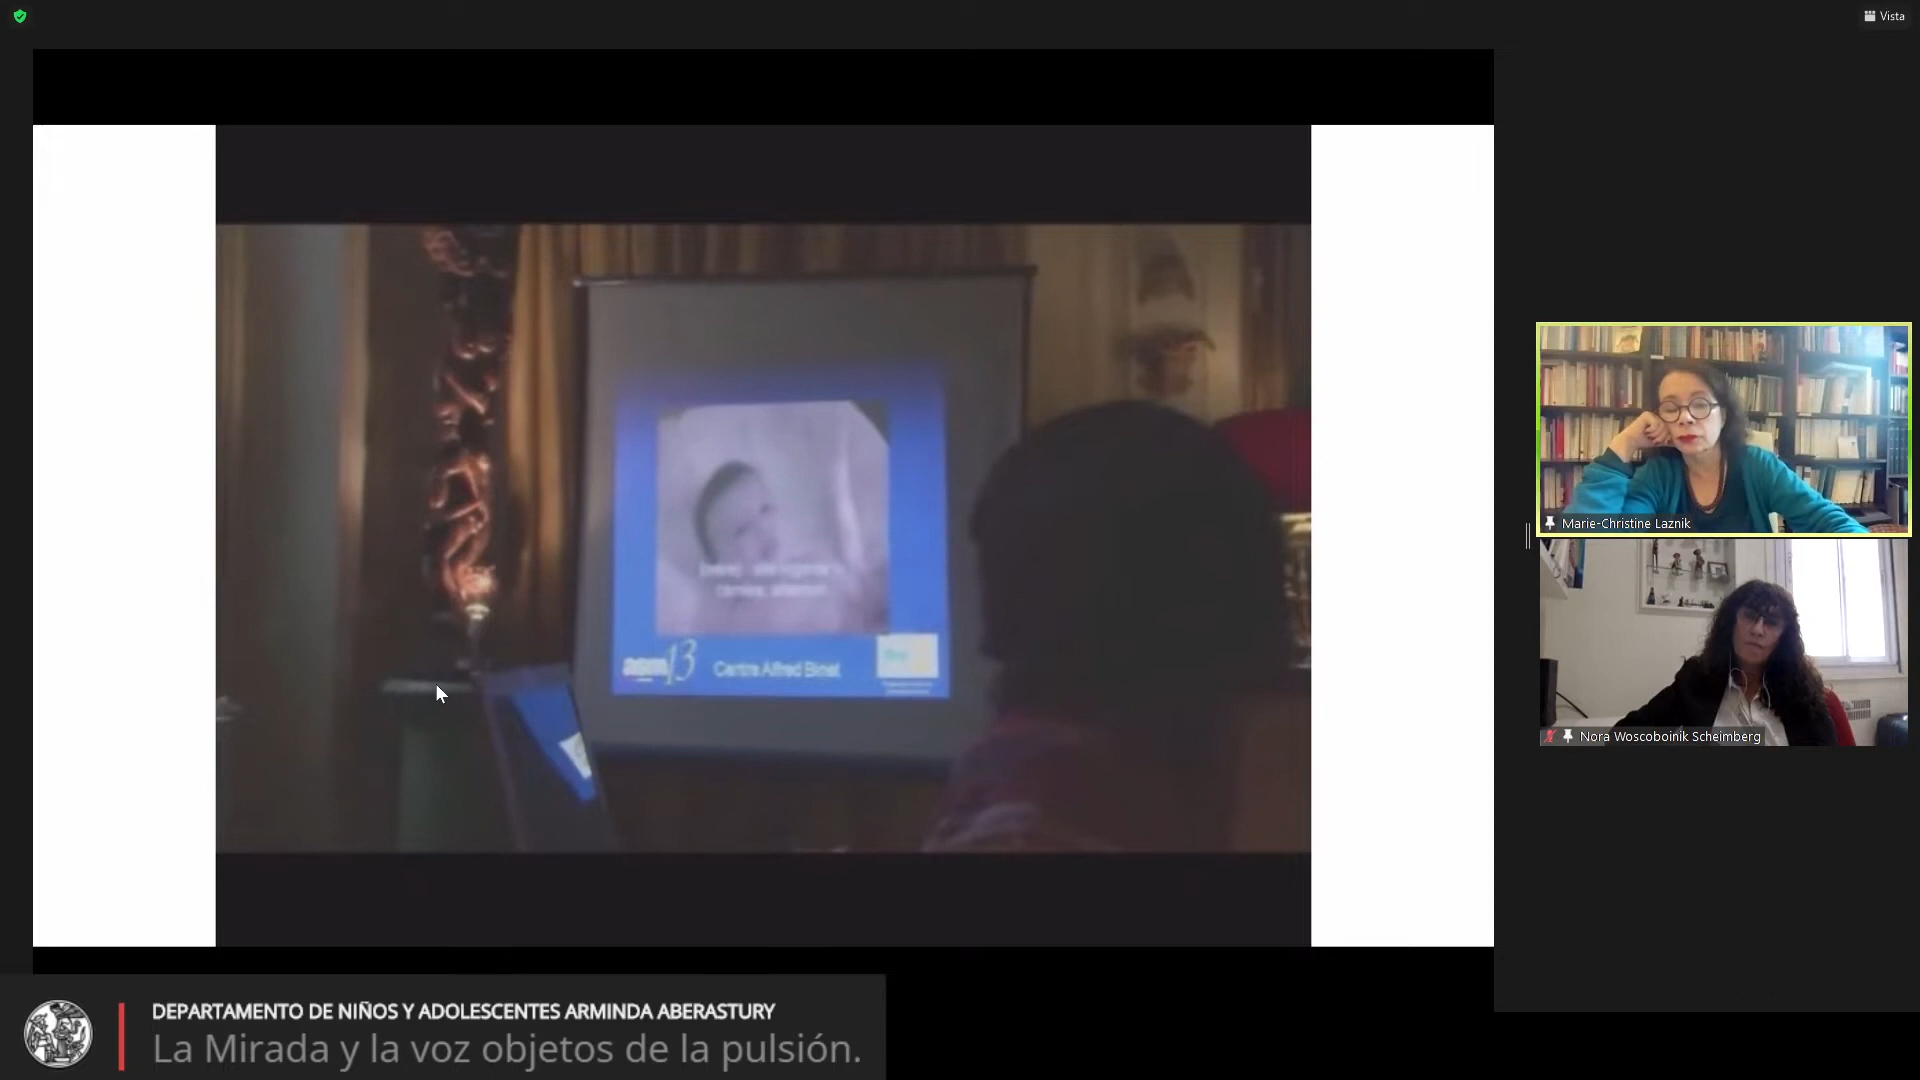 Vista
asm13
Centre Alfred Binet
Marie-Christine Laznik
Nora Woscoboinik Scheimberg
DEPARTAMENTO DE NIÑOS Y ADOLESCENTES ARMINDA ABERASTURY
La Mirada y la voz objetos de la pulsión.